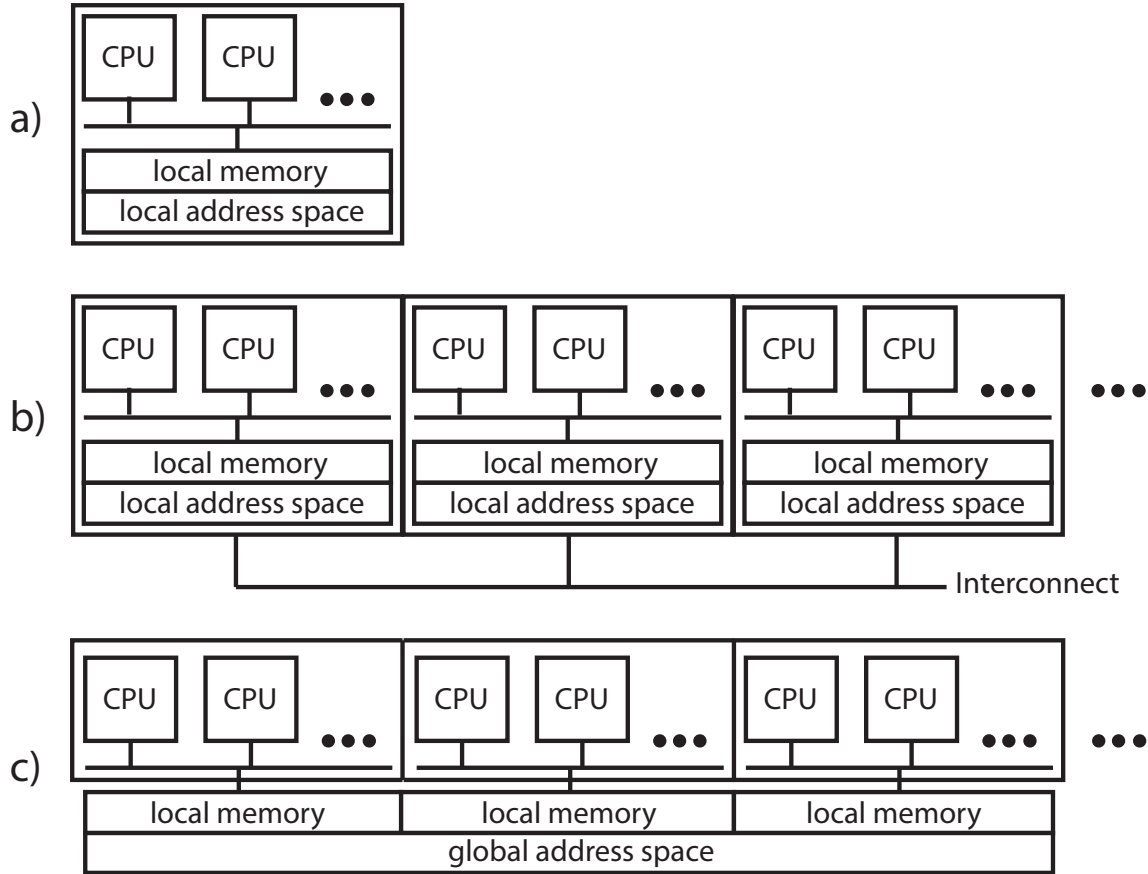 CPU CPU
a)
local memory
local address space
CPU CPU CPU CPU CPU CPU
b)
local memory local memory local memory
local address space local address space local address space
Interconnect
CPU CPU CPU CPU CPU CPU
c)
local memory local memory local memory
global address space